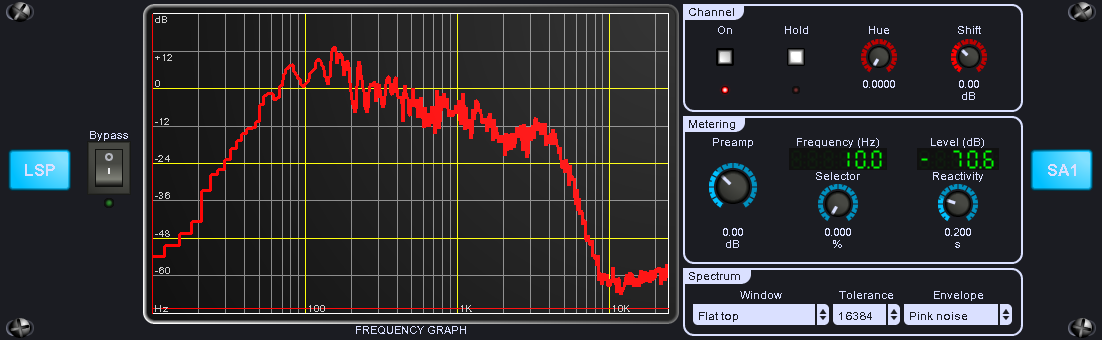 LSP
Bypass
dB
+12
0
-12
-24
-36
-48
-60
Hz
100
1K
10K
FREQUENCY GRAPH
Channel
On
Hold
Hue
Shift
0.0000
0.00
dB
Metering
Preamp
Frequency (Hz)
Level (dB)
10.0
- 70.6
Selector
Reactivity
0.00
dB
0.000
%
0.200
s
SA1
Spectrum
Window
Tolerance
Envelope
Flat top
16384
Pink noise